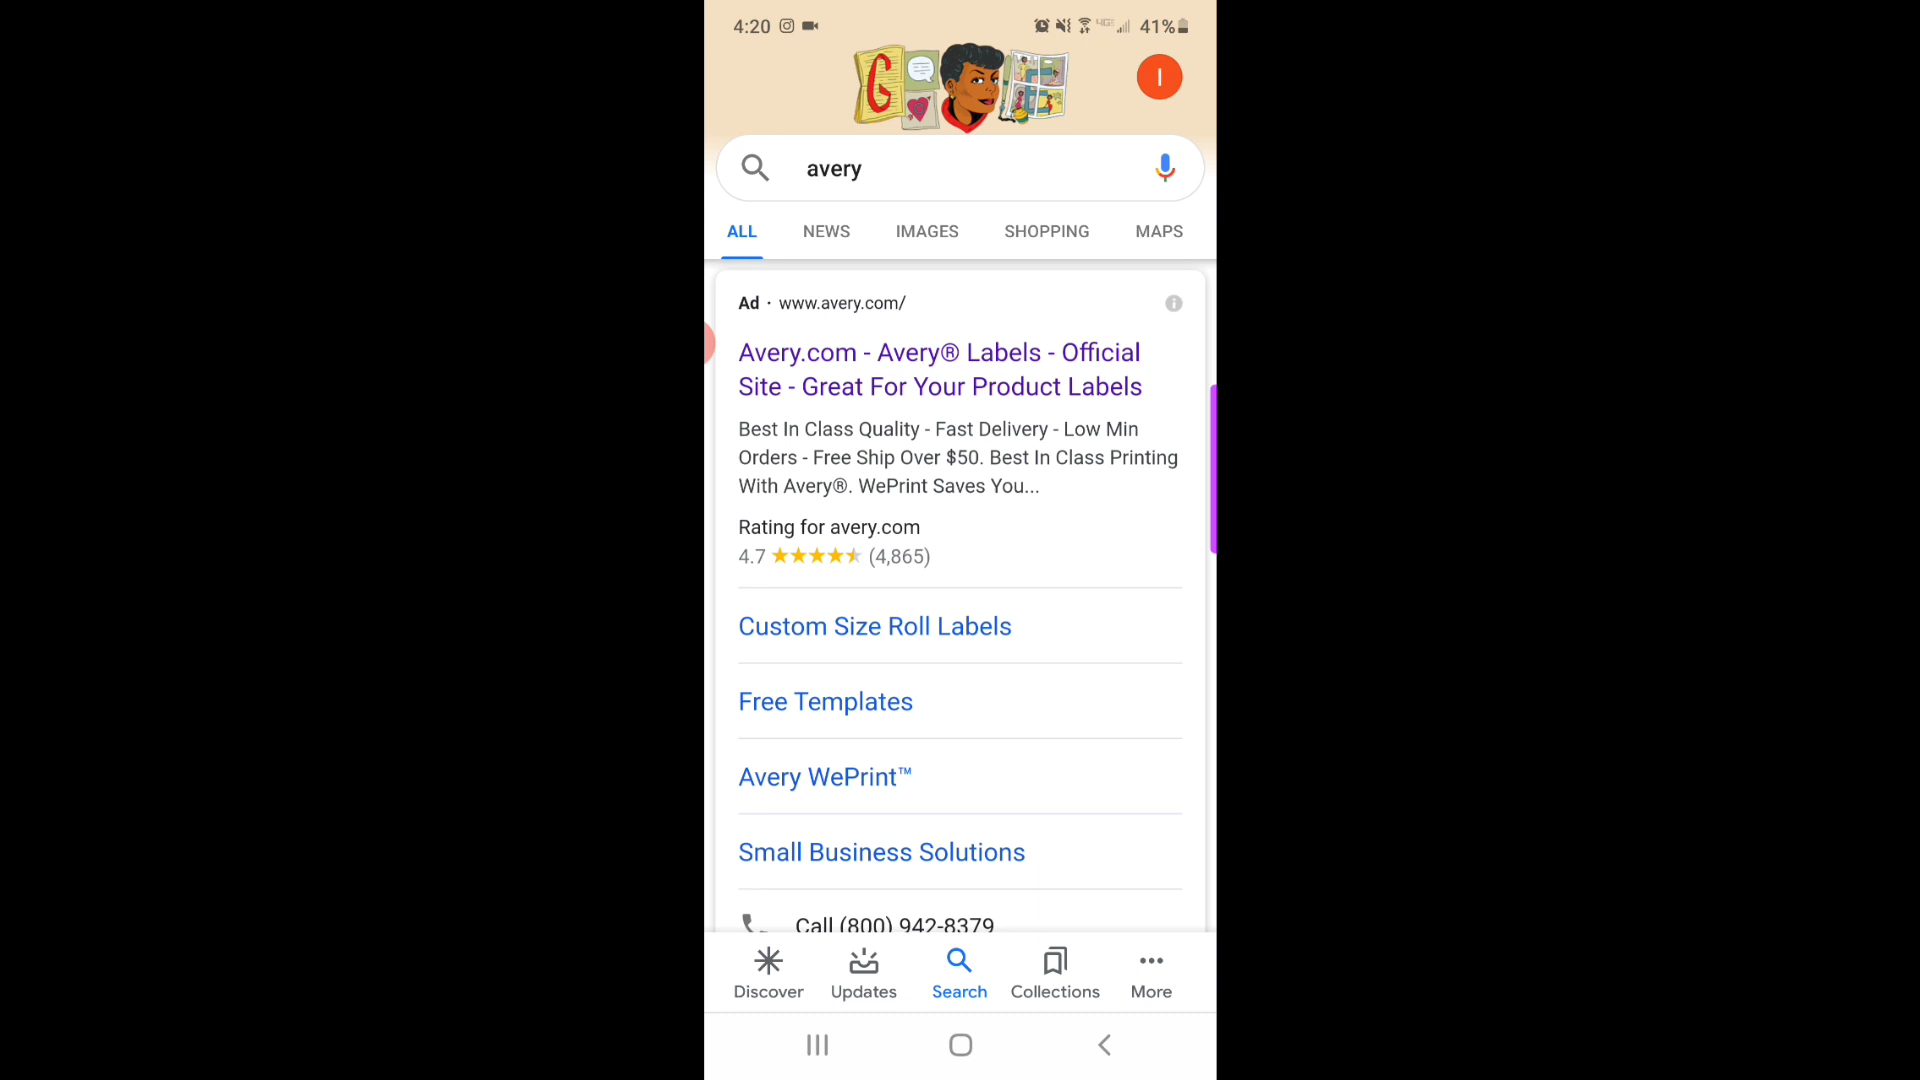 4:20
4GE 41%
G
I
avery
ALL NEWS IMAGES SHOPPING MAPS
Ad · www.avery.com/
Avery.com - Avery® Labels - Official
Site - Great For Your Product Labels
Best In Class Quality - Fast Delivery - Low Min
Orders - Free Ship Over $50. Best In Class Printing
With Avery®. WePrint Saves You...
Rating for avery.com
4.7 (4,865)
Custom Size Roll Labels
Free Templates
Avery WePrint™
Small Business Solutions
Call (800) 942-8379
Discover Updates Search Collections More